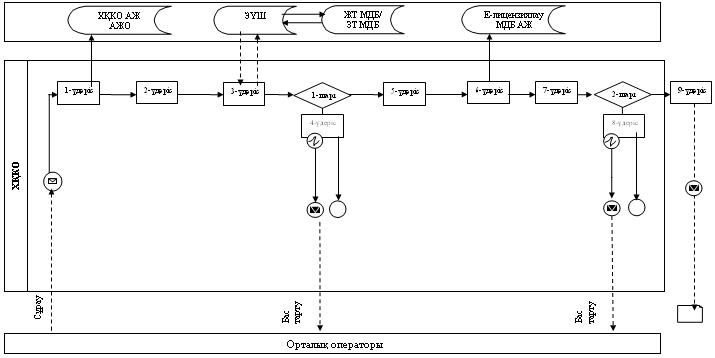 ХҚКО АЖ
АЖО
ЭҮШ
ЖТ МДБ/
ЗТ МДБ
Е-лицензиялау
МДБ АЖ
ХҚКО
1-үдеріс
2-үдеріс
3-үдеріс
1-шарт
4-үдеріс
5-үдеріс
6-үдеріс
7-үдеріс
2-шарт
8-үдеріс
9-үдеріс
Сұрау
Бас
тарту
Бас
тарту
Орталық операторы